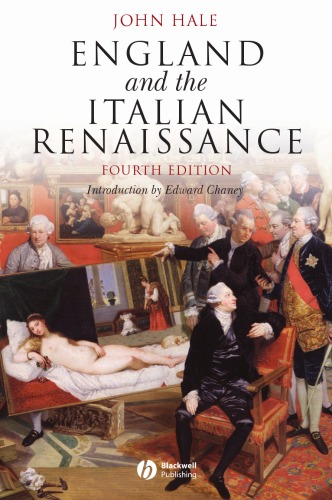 JOHN HALE
ENGLAND
and the
ITALIAN
RENAISSANCE
FOURTH EDITION
Introduction by Edward Chaney
Blackwell
Publishing